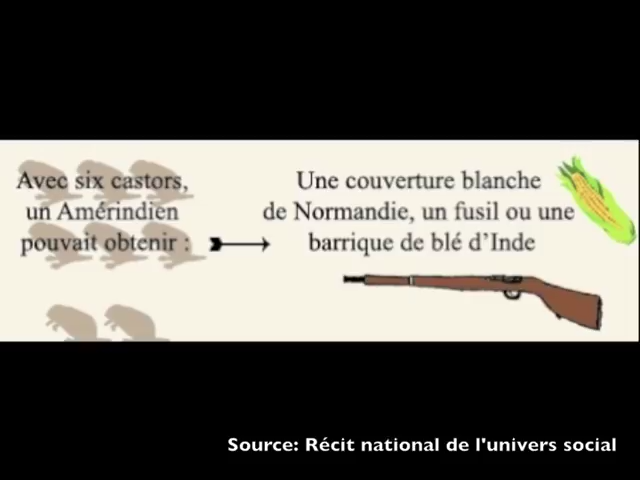 Avec six castors,
un Amérindien
pouvait obtenir :
Une couverture blanche
de Normandie, un fusil ou une
barrique de blé d'Inde
Source: Récit national de l'univers social